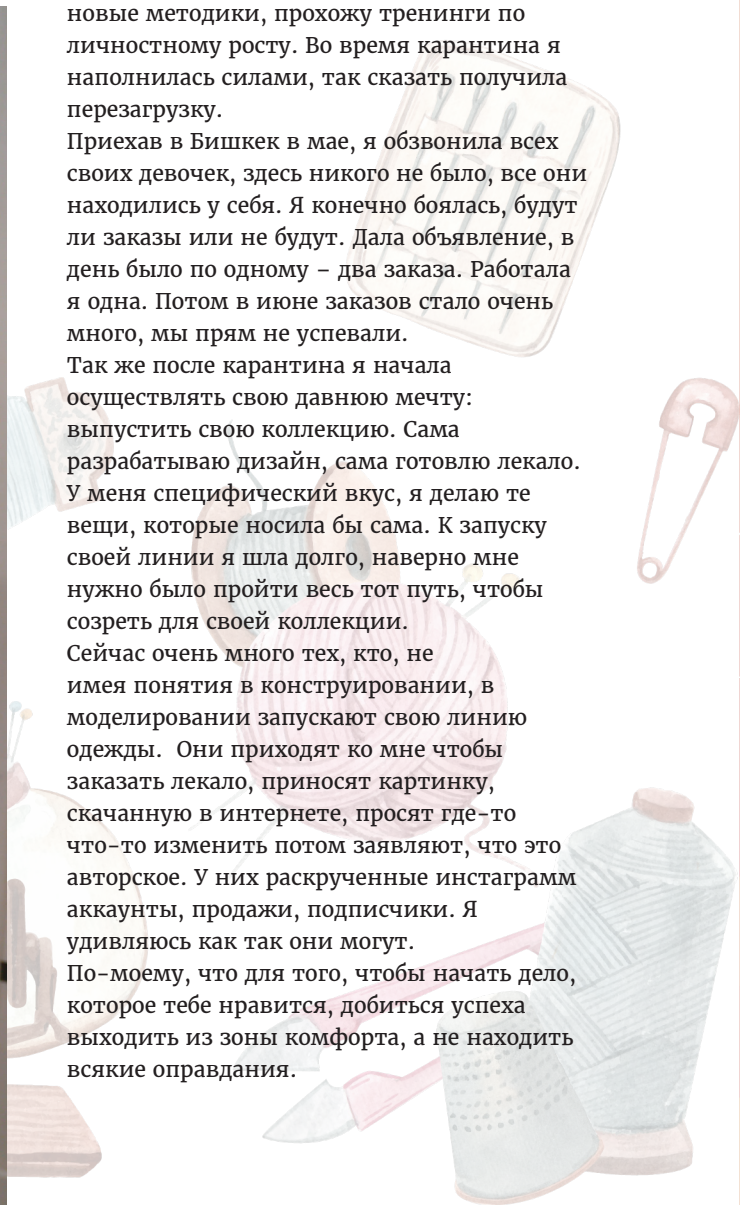 новые методики, прохожу тренинги по
личностному росту. Во время карантина я
наполнилась силами, так сказать получила
перезагрузку.
Приехав в Бишкек в мае, я обзвонила всех
своих девочек, здесь никого не было, все они
находились у себя. Я конечно боялась, будут
ли заказы или не будут. Дала объявление, в
день было по одному – два заказа. Работала
я одна. Потом в июне заказов стало очень
много, мы прям не успевали.
Так же после карантина я начала
осуществлять свою давнюю мечту:
выпустить свою коллекцию. Сама
разрабатываю дизайн, сама готовлю лекало.
У меня специфический вкус, я делаю те
вещи, которые носила бы сама. К запуску
своей линии я шла долго, наверно мне
нужно было пройти весь тот путь, чтобы
созреть для своей коллекции.
Сейчас очень много тех, кто, не
имея понятия в конструировании, в
моделировании запускают свою линию
одежды.  Они приходят ко мне чтобы
заказать лекало, приносят картинку,
скачанную в интернете, просят где-то
что-то изменить потом заявляют, что это
авторское. У них раскрученные инстаграмм
аккаунты, продажи, подписчики. Я
удивляюсь как так они могут.
По-моему, что для того, чтобы начать дело,
которое тебе нравится, добиться успеха
выходить из зоны комфорта, а не находить
всякие оправдания.